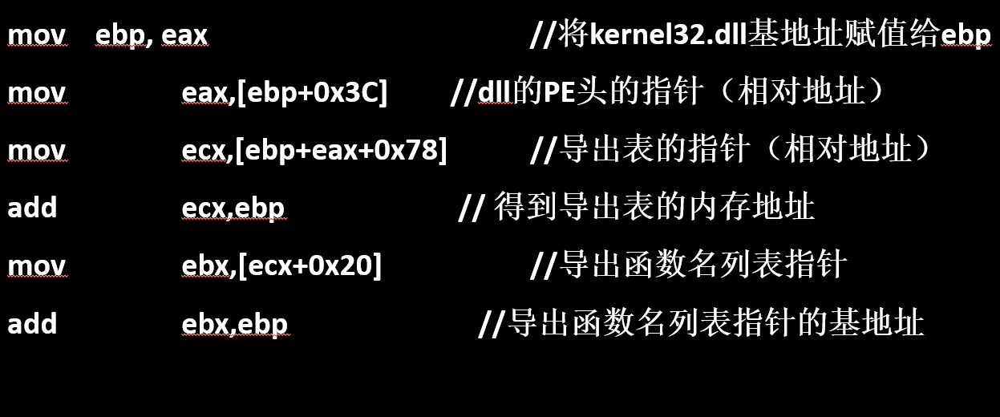 mov ebp, eax //将kernel32.dll基地址赋值给ebp
mov eax,[ebp+0x3C] //dll的PE头的指针（相对地址）
mov ecx,[ebp+eax+0x78] //导出表的指针（相对地址）
add ecx,ebp // 得到导出表的内存地址
mov ebx,[ecx+0x20] //导出函数名列表指针
add ebx,ebp //导出函数名列表指针的基地址